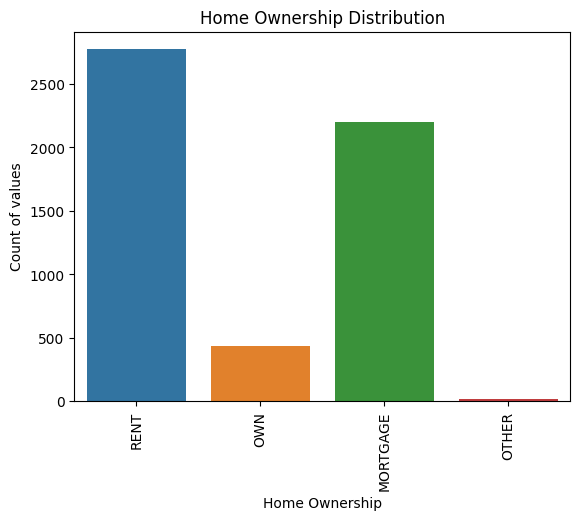 Home Ownership Distribution
Count of values
2500
2000
1500
1000
500
0
RENT
OWN
MORTGAGE
OTHER
Home Ownership